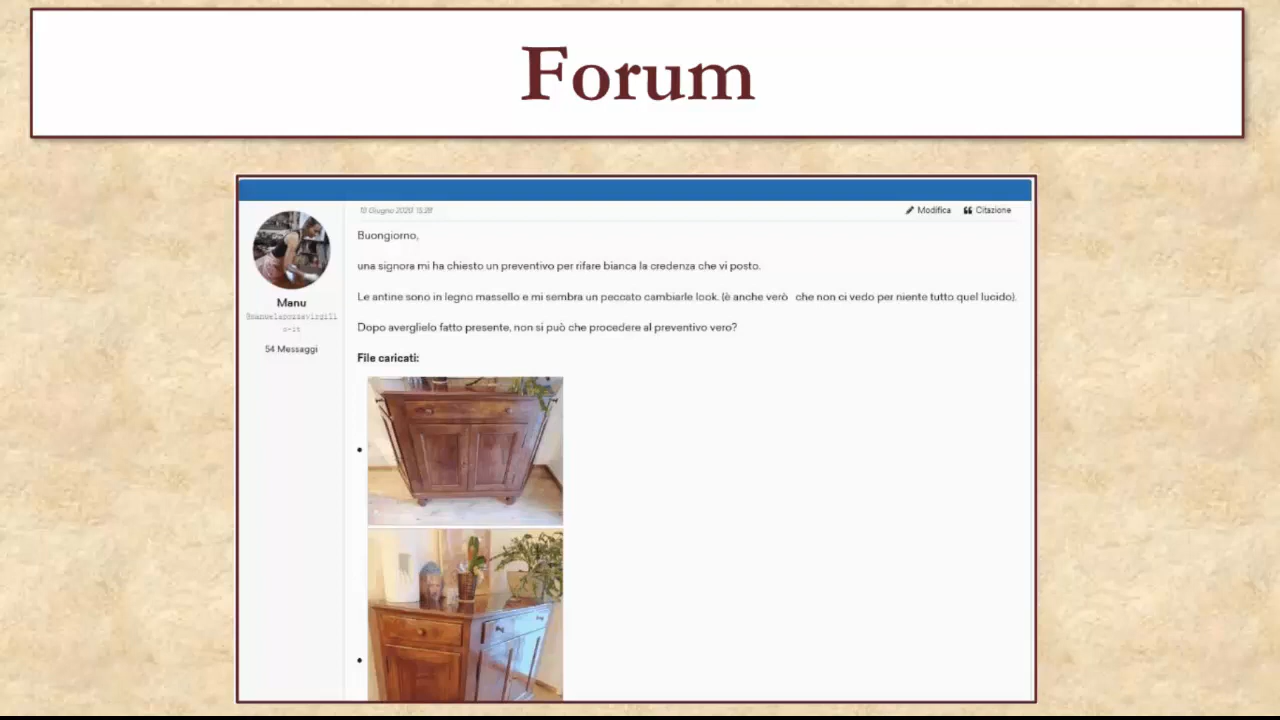 Forum
10 Giugno 2020 15:28
Modifica
Citazione
Buongiorno,
una signora mi ha chiesto un preventivo per rifare bianca la credenza che vi posto.
Le antine sono in legno massello e mi sembra un peccato cambiarle look. (è anche verò che non ci vedo per niente tutto quel lucido).
Manu
54 Messaggi
Dopo averglielo fatto presente, non si può che procedere al preventivo vero?
File caricati: